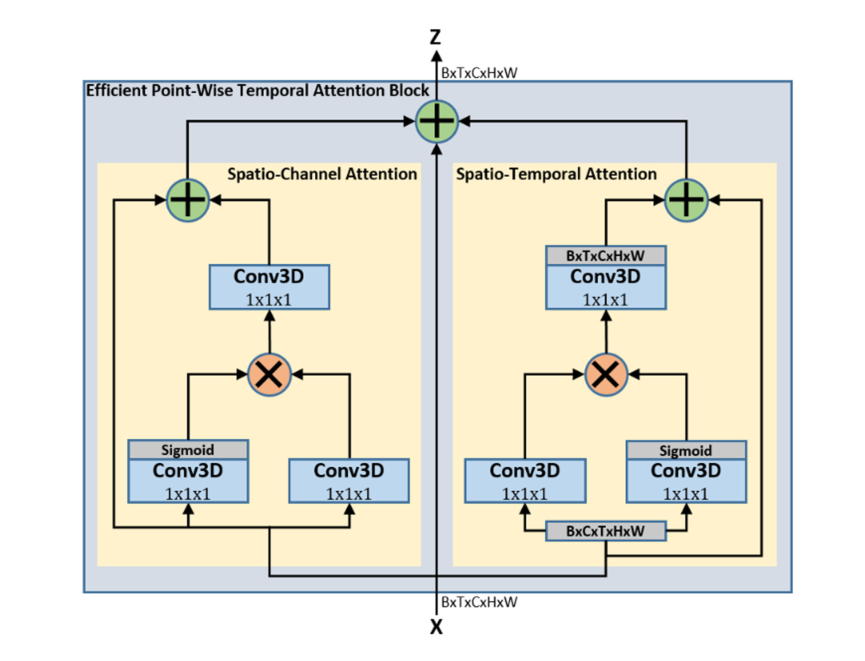 Z
BxTxCxHxW
Efficient Point-Wise Temporal Attention Block
Spatio-Channel Attention
Spatio-Temporal Attention
BxTxCxHxW
Conv3D
1x1x1
Conv3D
1x1x1
Sigmoid
Conv3D
1x1x1
Conv3D
1x1x1
Conv3D
1x1x1
Sigmoid
Conv3D
1x1x1
BxCxTxHxW
BxTxCxHxW
X